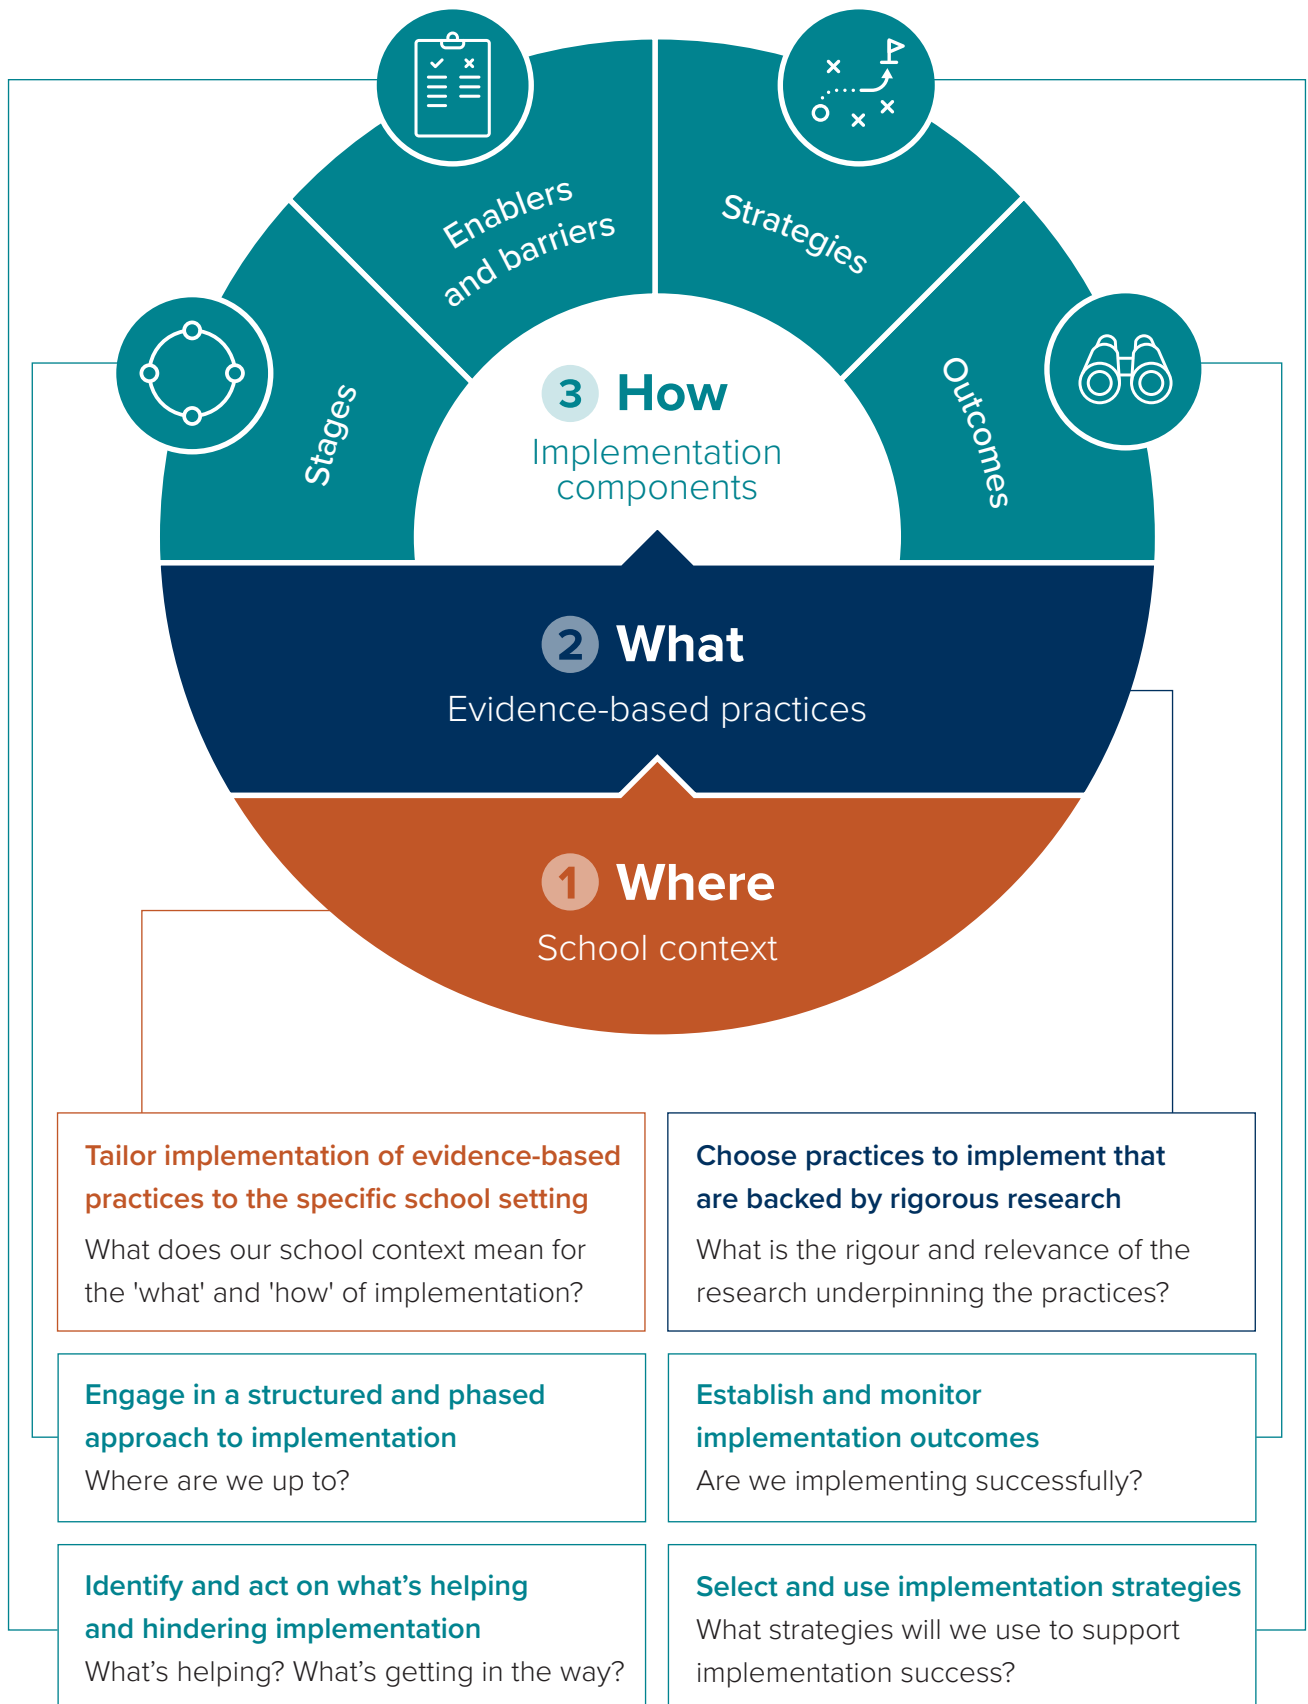 Enablers
and barriers
Strategies
Stages
Outcomes
3 How
Implementation
components
2 What
Evidence-based practices
1 Where
School context
Tailor implementation of evidence-based
practices to the specific school setting
What does our school context mean for
the 'what' and 'how' of implementation?
Choose practices to implement that
are backed by rigorous research
What is the rigour and relevance of the
research underpinning the practices?
Engage in a structured and phased
approach to implementation
Where are we up to?
Establish and monitor
implementation outcomes
Are we implementing successfully?
Identify and act on what’s helping
and hindering implementation
What’s helping? What’s getting in the way?
Select and use implementation strategies
What strategies will we use to support
implementation success?